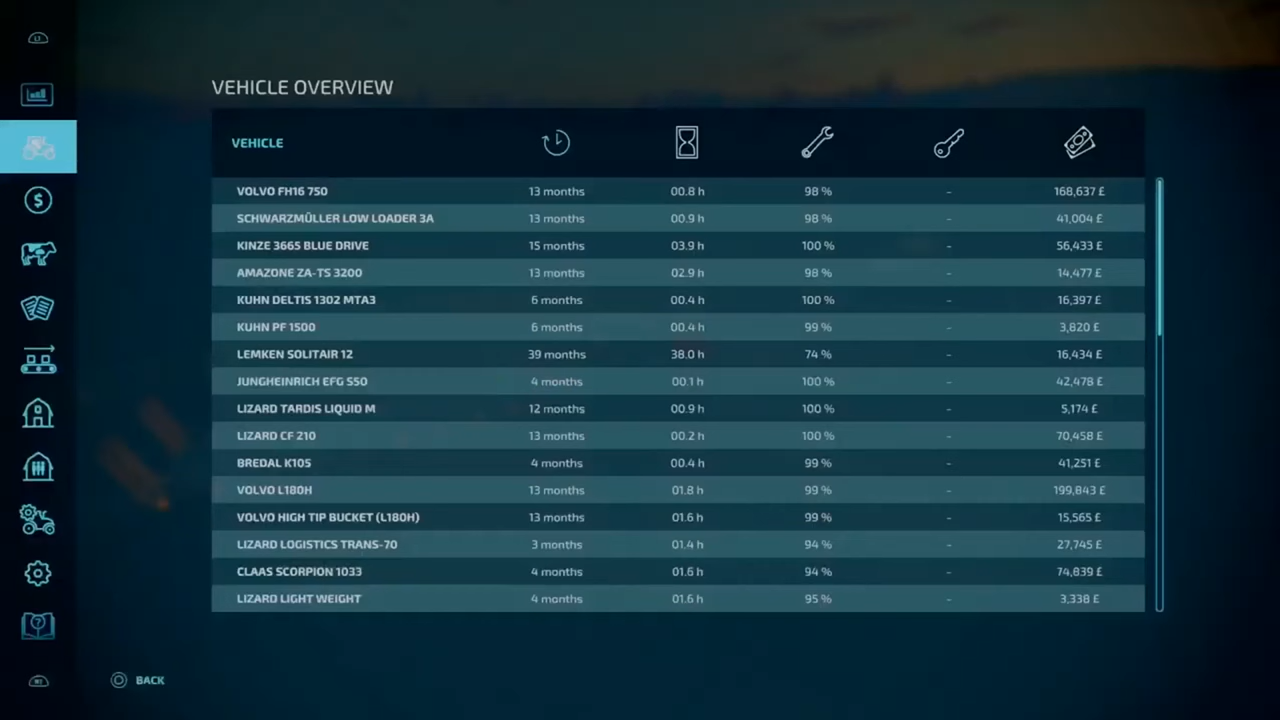 L1
VEHICLE OVERVIEW
VEHICLE
VOLVO FH16 750 13 months 00.8 h 98 % - 168,637 £
SCHWARZMÜLLER LOW LOADER 3A 13 months 00.9 h 98 % - 41,004 £
KINZE 3665 BLUE DRIVE 15 months 03.9 h 100 % - 56,433 £
AMAZONE ZA-TS 3200 13 months 02.9 h 98 % - 14,477 £
KUHN DELTIS 1302 MTA3 6 months 00.4 h 100 % - 16,397 £
KUHN PF 1500 6 months 00.4 h 99 % - 3,820 £
LEMKEN SOLITAIR 12 39 months 38.0 h 74 % - 16,434 £
JUNGHEINRICH EFG S50 4 months 00.1 h 100 % - 42,478 £
LIZARD TARDIS LIQUID M 12 months 00.9 h 100 % - 5,174 £
LIZARD CF 210 13 months 00.2 h 100 % - 70,458 £
BREDAL K105 4 months 00.4 h 99 % - 41,251 £
VOLVO L180H 13 months 01.8 h 99 % - 199,843 £
VOLVO HIGH TIP BUCKET (L180H) 13 months 01.6 h 99 % - 15,565 £
LIZARD LOGISTICS TRANS-70 3 months 01.4 h 94 % - 27,745 £
CLAAS SCORPION 1033 4 months 01.6 h 94 % - 74,839 £
LIZARD LIGHT WEIGHT 4 months 01.6 h 95 % - 3,338 £
BACK